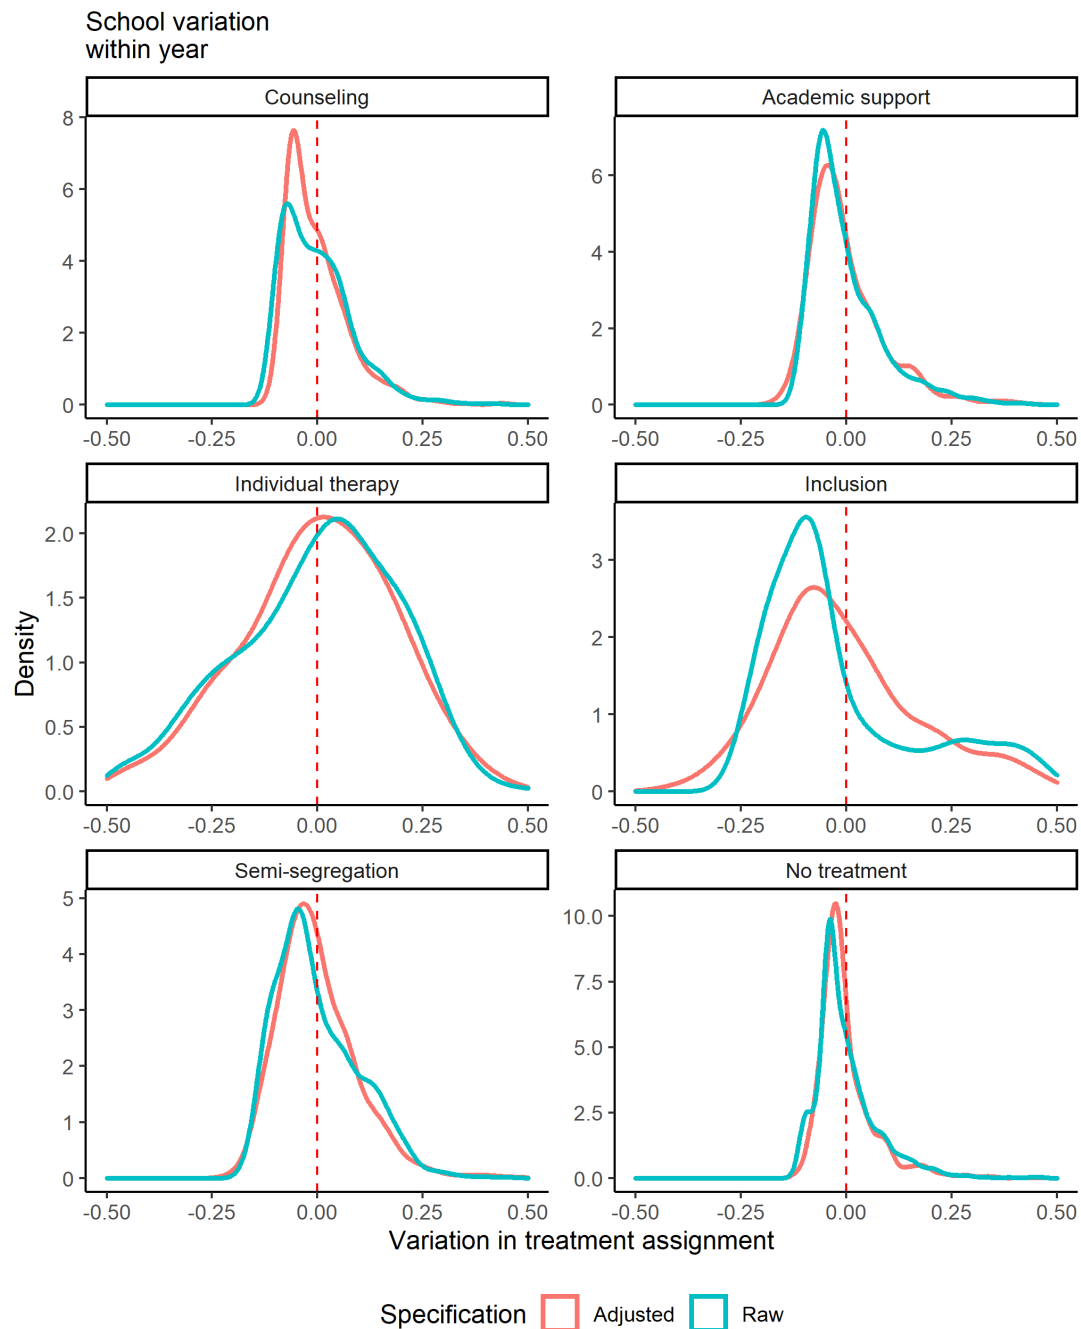 School variation
within year
Counseling
Academic support
8
6
4
2
0
6
4
2
0
-0.50 -0.25 0.00 0.25 0.50
-0.50 -0.25 0.00 0.25 0.50
Individual therapy
Inclusion
Density
2.0
1.5
1.0
0.5
0.0
3
2
1
0
-0.50 -0.25 0.00 0.25 0.50
-0.50 -0.25 0.00 0.25 0.50
Semi-segregation
No treatment
5
4
3
2
1
0
10.0
7.5
5.0
2.5
0.0
-0.50 -0.25 0.00 0.25 0.50
-0.50 -0.25 0.00 0.25 0.50
Variation in treatment assignment
Specification Adjusted Raw